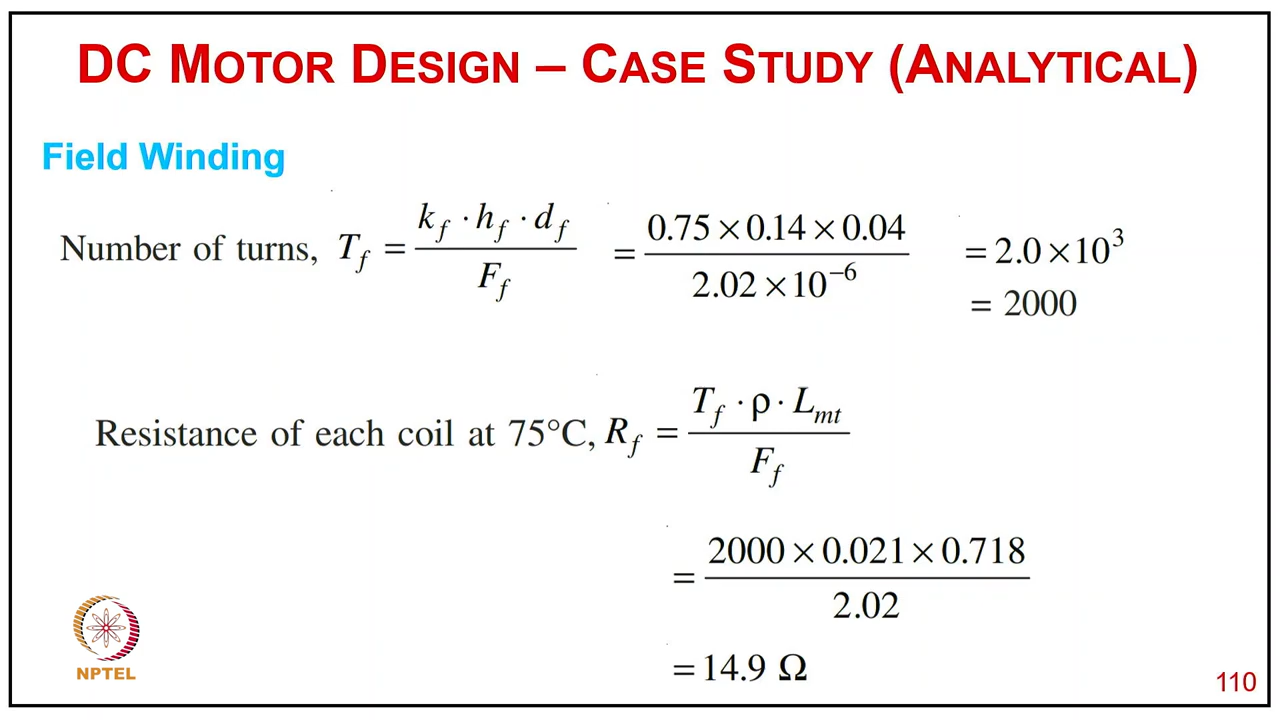 DC MOTOR DESIGN – CASE STUDY (ANALYTICAL)
Field Winding
Number of turns, T_f = (k_f · h_f · d_f) / F_f = (0.75 × 0.14 × 0.04) / (2.02 × 10^−6) = 2.0 × 10^3
= 2000
Resistance of each coil at 75°C, R_f = (T_f · ρ · L_mt) / F_f
= (2000 × 0.021 × 0.718) / 2.02
= 14.9 Ω
NPTEL
110